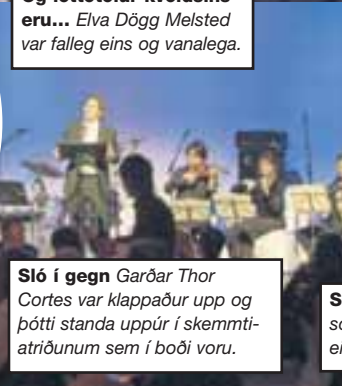 eru... Elva Dögg Melsted
var falleg eins og vanalega.
Sló í gegn Garðar Thor
Cortes var klappaður upp og
þótti standa uppúr í skemmti-
atriðunum sem í boði voru.